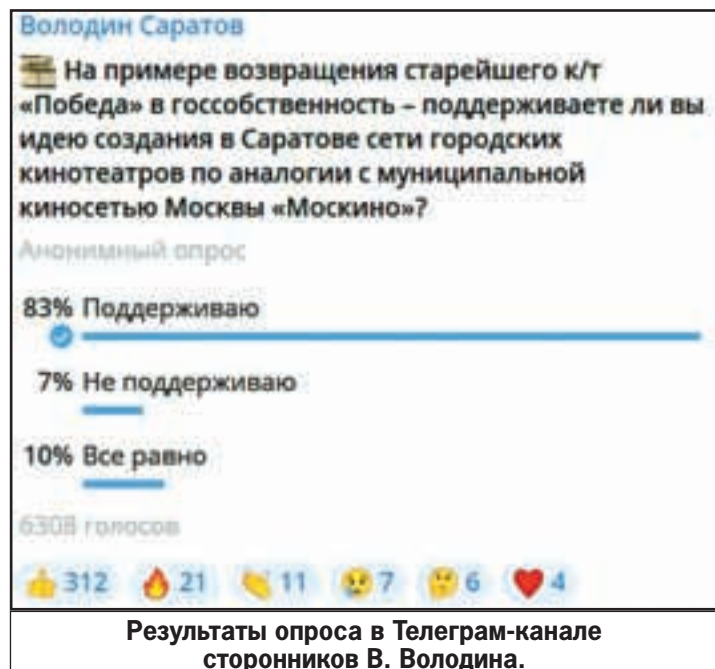 Володин Саратов
На примере возвращения старейшего к/т
«Победа» в госсобственность – поддерживаете ли вы
идею создания в Саратове сети городских
кинотеатров по аналогии с муниципальной
киносетью Москвы «Москино»?
Анонимный опрос
83% Поддерживаю
7% Не поддерживаю
10% Все равно
6308 голосов
312 21 11 7 6 4
Результаты опроса в Телеграм-канале
сторонников В. Володина.